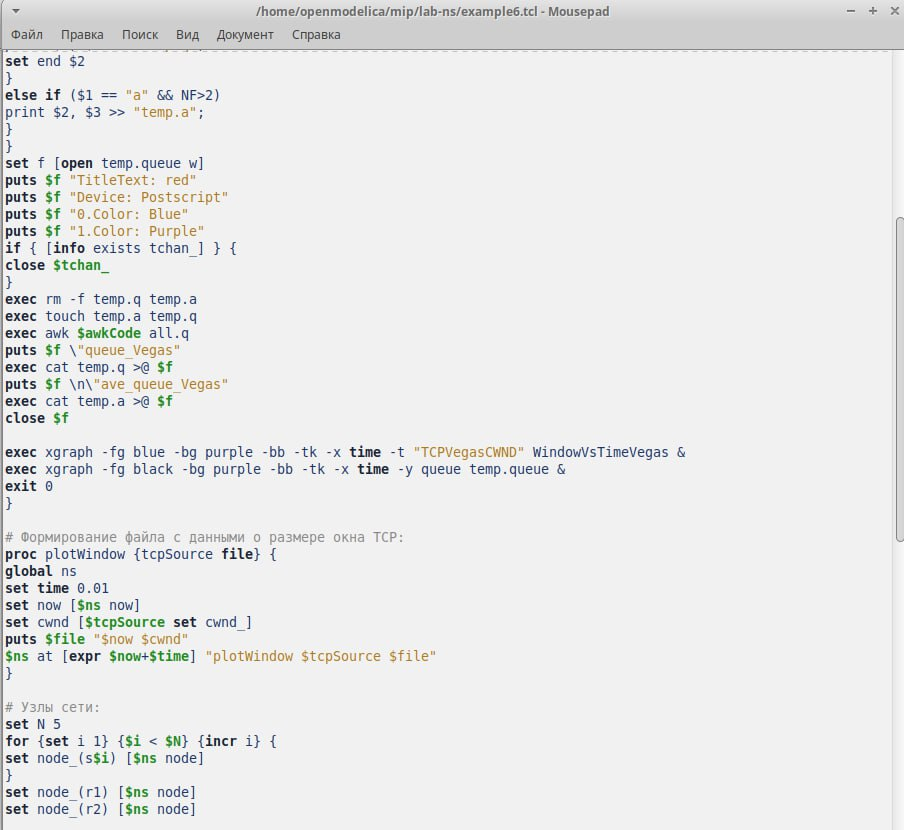 /home/openmodelica/mip/lab-ns/example6.tcl - Mousepad
Файл Правка Поиск Вид Документ Справка
set end $2
}
else if ($1 == "a" && NF>2)
print $2, $3 >> "temp.a";
}
}
set f [open temp.queue w]
puts $f "TitleText: red"
puts $f "Device: Postscript"
puts $f "0.Color: Blue"
puts $f "1.Color: Purple"
if { [info exists tchan_] } {
close $tchan_
}
exec rm -f temp.q temp.a
exec touch temp.a temp.q
exec awk $awkCode all.q
puts $f \"queue_Vegas"
exec cat temp.q >@ $f
puts $f \n\"ave_queue_Vegas"
exec cat temp.a >@ $f
close $f
exec xgraph -fg blue -bg purple -bb -tk -x time -t "TCPVegasCWND" WindowVsTimeVegas &
exec xgraph -fg black -bg purple -bb -tk -x time -y queue temp.queue &
exit 0
}
# Формирование файла с данными о размере окна TCP:
proc plotWindow {tcpSource file} {
global ns
set time 0.01
set now [$ns now]
set cwnd [$tcpSource set cwnd_]
puts $file "$now $cwnd"
$ns at [expr $now+$time] "plotWindow $tcpSource $file"
}
# Узлы сети:
set N 5
for {set i 1} {$i < $N} {incr i} {
set node_(s$i) [$ns node]
}
set node_(r1) [$ns node]
set node_(r2) [$ns node]